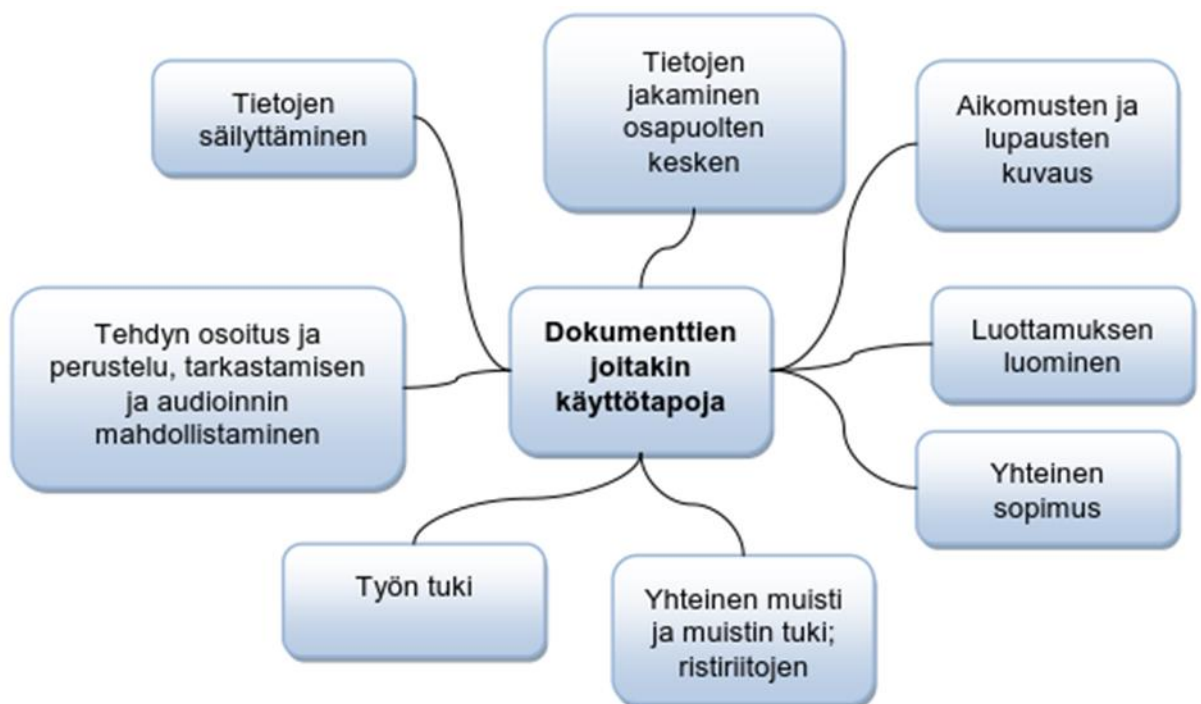 Tietojen
säilyttäminen
Tietojen
jakaminen
osapuolten
kesken
Aikomusten ja
lupausten
kuvaus
Tehdyn osoitus ja
perustelu, tarkastamisen
ja audioinnin
mahdollistaminen
Dokumenttien
joitakin
käyttötapoja
Luottamuksen
luominen
Yhteinen
sopimus
Työn tuki
Yhteinen muisti
ja muistin tuki;
ristiriitojen